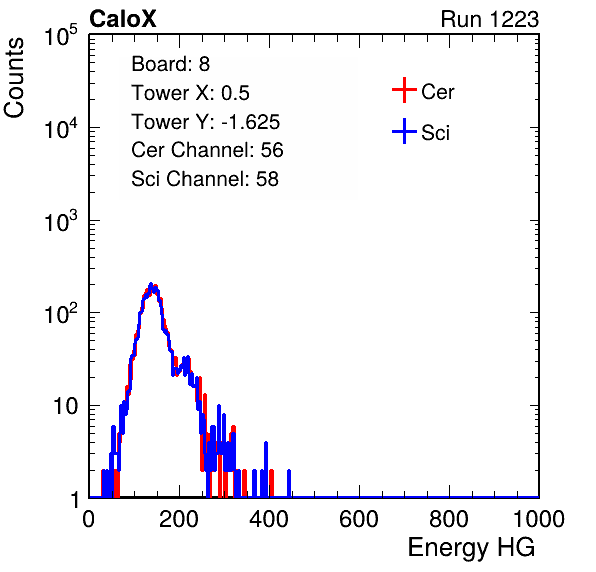 CaloX Run 1223
Board: 8
Tower X: 0.5
Tower Y: -1.625
Cer Channel: 56
Sci Channel: 58
Cer
Sci
Counts
10^5
10^4
10^3
10^2
10
1
0 200 400 600 800 1000
Energy HG